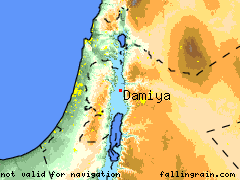 Damiya
not valid for navigation
fallingrain.com